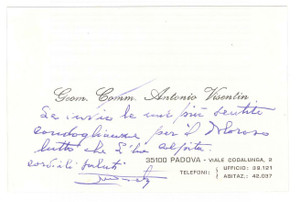 Geom. Comm. Antonio Visentin
Le invio le mie più sentite
condoglianze per il doloroso
lutto che L'ha colpita
cordiali saluti
35100 PADOVA - VIALE CODALUNGA, 2
TELEFONI: { UFFICIO: 39.121
ABITAZ.: 42.037